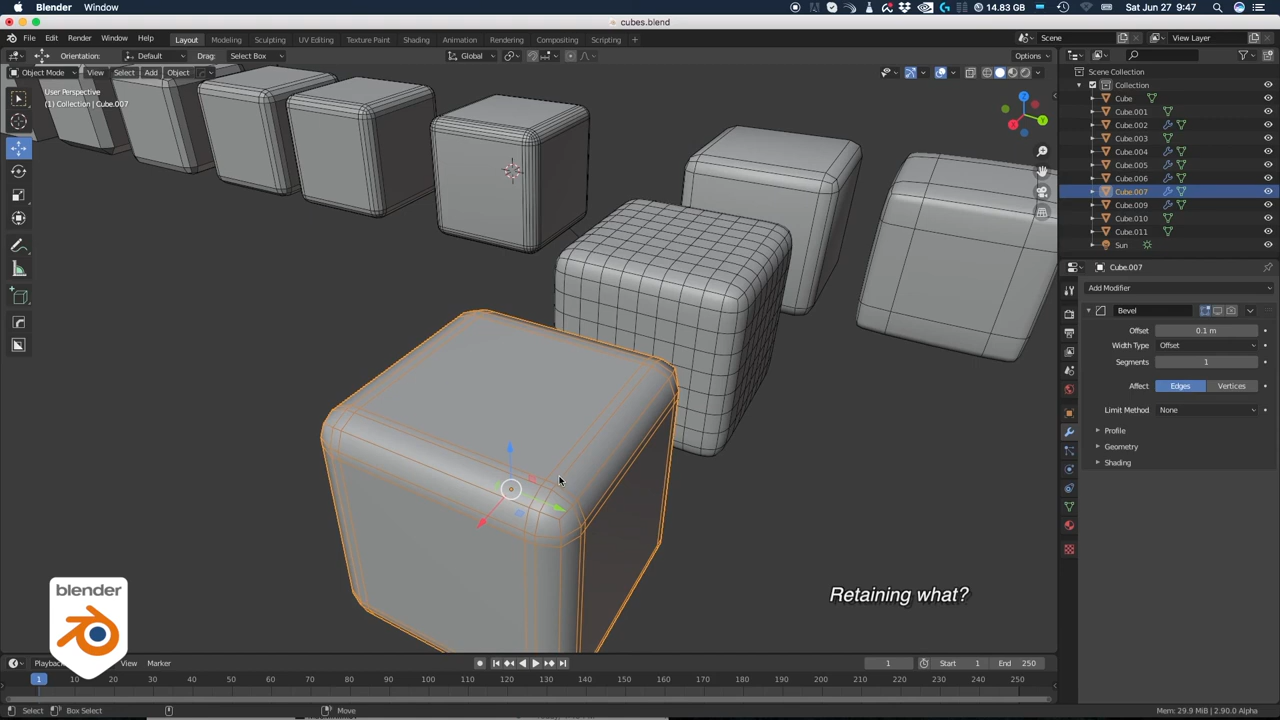 Blender Window
14.83 GB Sat Jun 27 9:47
cubes.blend
File Edit Render Window Help Layout Modeling Sculpting UV Editing Texture Paint Shading Animation Rendering Compositing Scripting + Scene View Layer
Orientation: Default Drag: Select Box Global Options
Object Mode View Select Add Object
User Perspective
(1) Collection | Cube.007
Scene Collection
Collection
Cube
Cube.001
Cube.002
Cube.003
Cube.004
Cube.005
Cube.006
Cube.007
Cube.009
Cube.010
Cube.011
Sun
Cube.007
Add Modifier
Bevel
Offset 0.1 m
Width Type Offset
Segments 1
Affect Edges Vertices
Limit Method None
Profile
Geometry
Shading
Retaining what?
blender
Playback View Marker 1 Start 1 End 250
1 10 20 30 40 50 60 70 80 90 100 110 120 130 140 150 160 170 180 190 200 210 220 230 240 250
Select Box Select Move Mem: 29.9 MiB | 2.90.0 Alpha